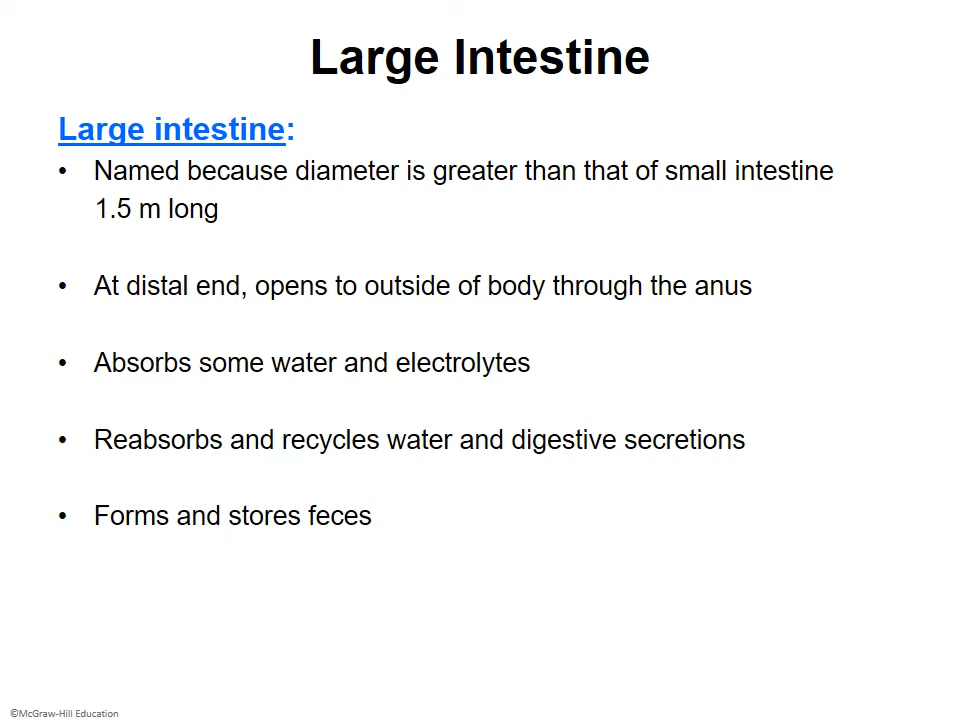 Large Intestine
Large intestine:
• Named because diameter is greater than that of small intestine
1.5 m long
• At distal end, opens to outside of body through the anus
• Absorbs some water and electrolytes
• Reabsorbs and recycles water and digestive secretions
• Forms and stores feces
©McGraw-Hill Education